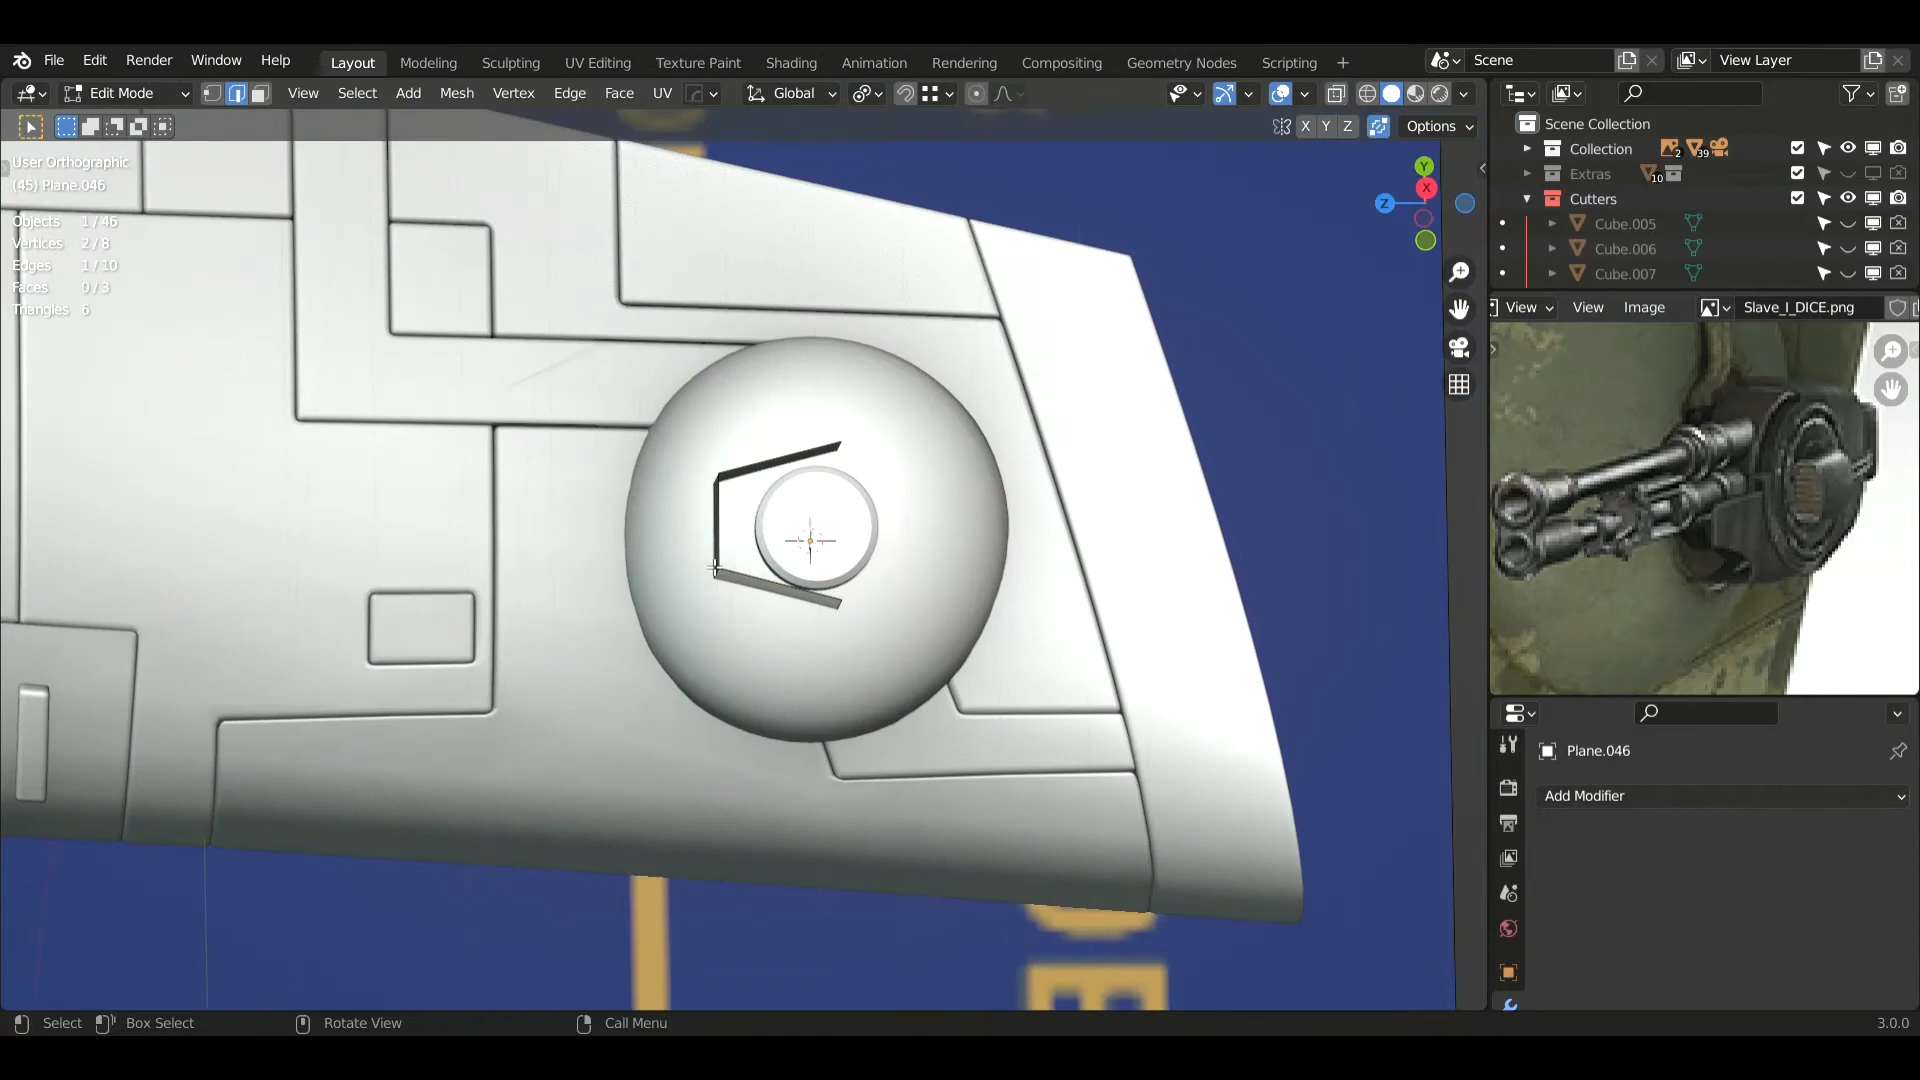 File Edit Render Window Help Layout Modeling Sculpting UV Editing Texture Paint Shading Animation Rendering Compositing Geometry Nodes Scripting + Scene View Layer
Edit Mode View Select Add Mesh Vertex Edge Face UV Global
X Y Z Options
User Orthographic
(45) Plane.046
Objects 1 / 46
Vertices 2 / 8
Edges 1 / 10
Faces 0 / 3
Triangles 6
Y
X
Z
Scene Collection
Collection 2 39
Extras 10
Cutters
Cube.005
Cube.006
Cube.007
View View Image Slave_I_DICE.png
Plane.046
Add Modifier
Select Box Select Rotate View Call Menu 3.0.0